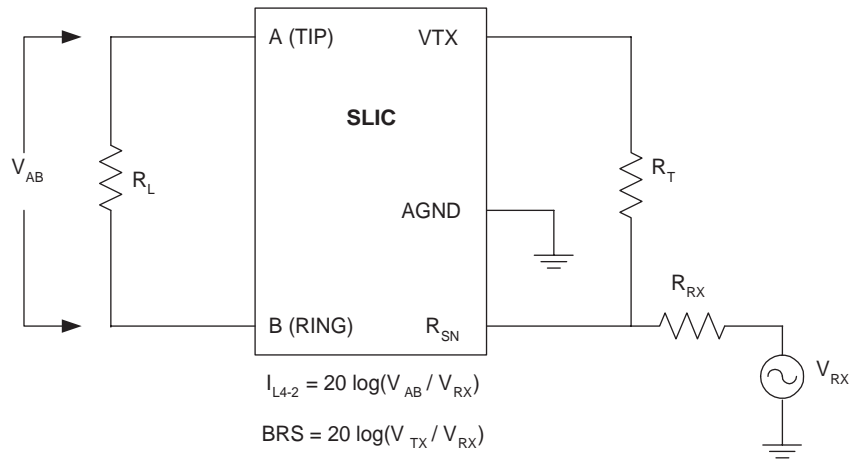 A (TIP)
VTX
SLIC
V_AB
R_L
R_T
AGND
R_RX
B (RING)
R_SN
V_RX
I_L4-2 = 20 log(V_AB / V_RX)
BRS = 20 log(V_TX / V_RX)